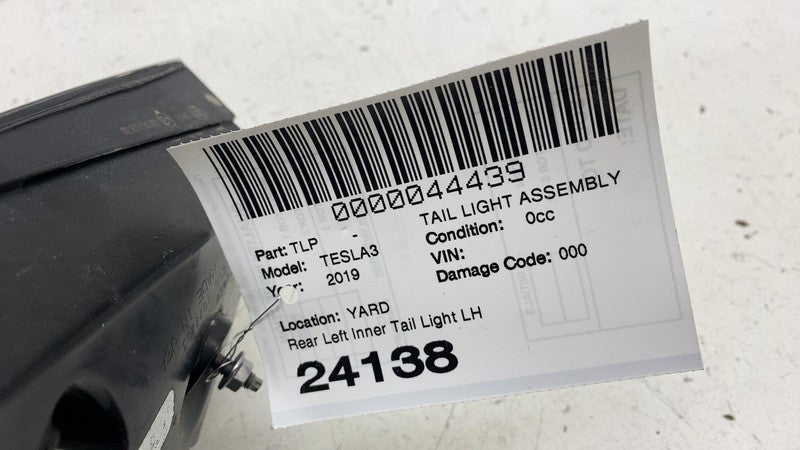 0000044439
Part: TLP - TAIL LIGHT ASSEMBLY
Model: TESLA3 Condition: 0cc
Year: 2019 VIN:
Damage Code: 000
Location: YARD
Rear Left Inner Tail Light LH
24138